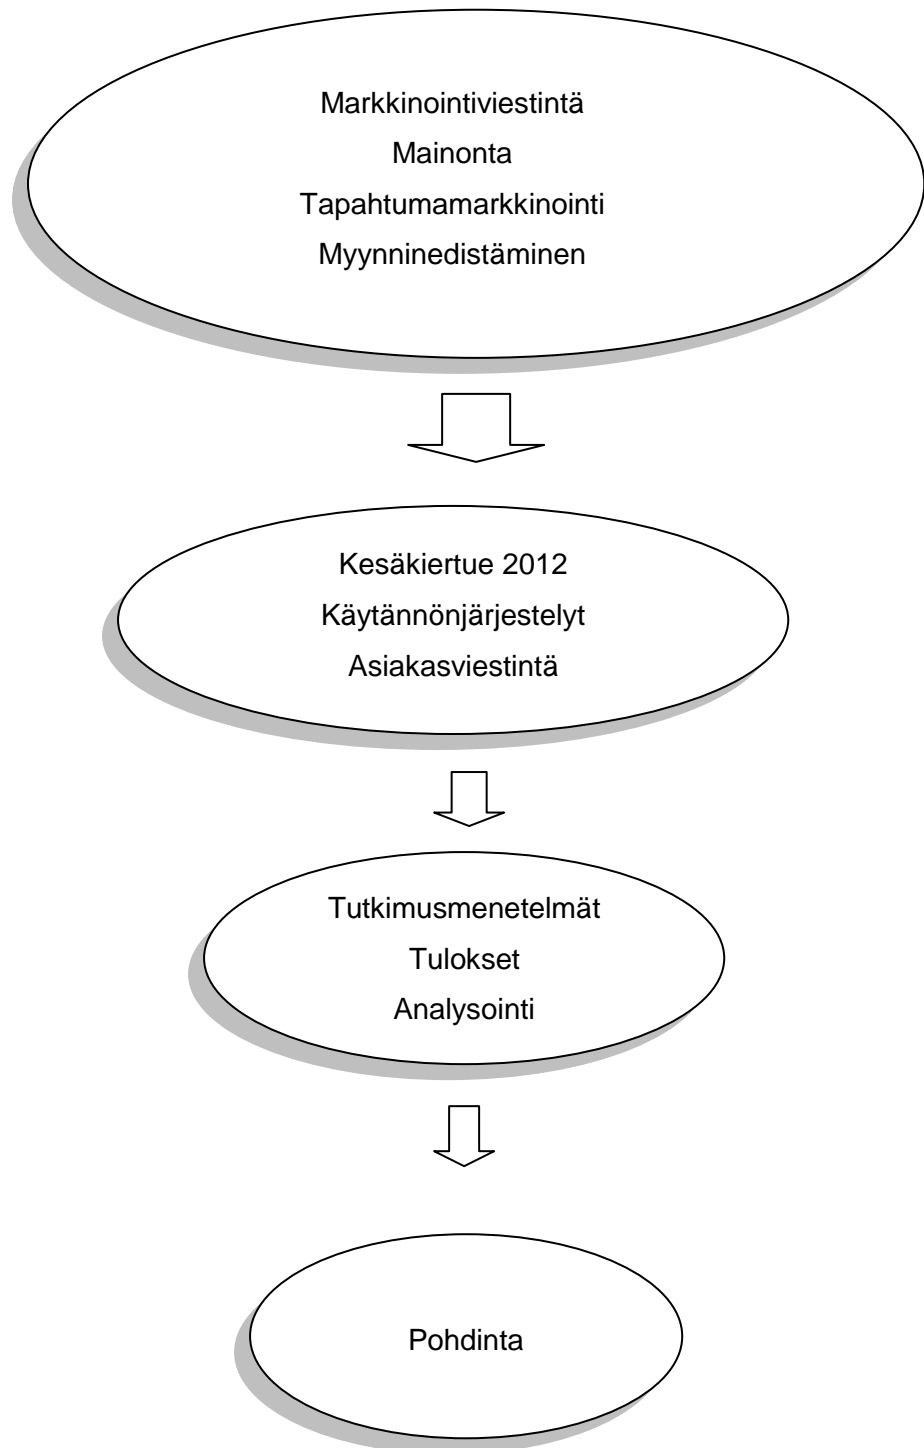 Markkinointiviestintä
Mainonta
Tapahtumamarkkinointi
Myynninedistäminen
Kesäkiertue 2012
Käytännönjärjestelyt
Asiakasviestintä
Tutkimusmenetelmät
Tulokset
Analysointi
Pohdinta